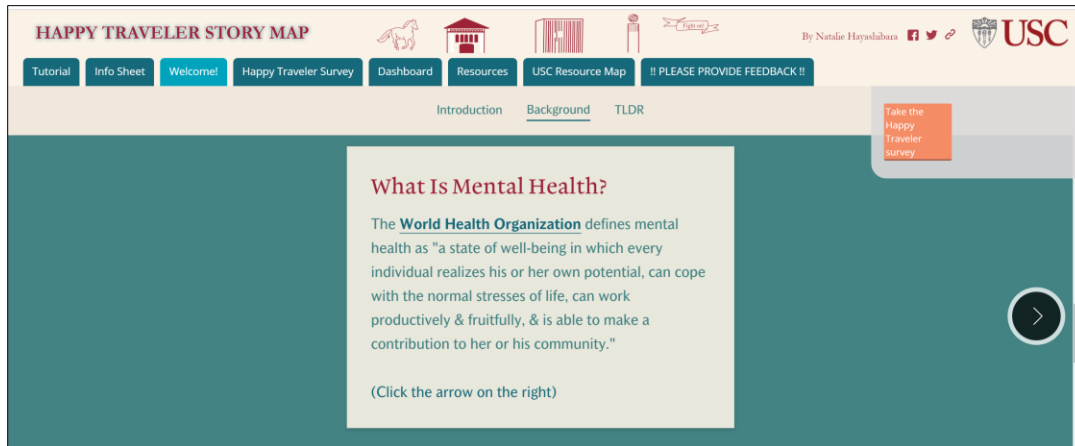 HAPPY TRAVELER STORY MAP
Fight on!
By Natalie Hayashibara
USC
Tutorial
Info Sheet
Welcome!
Happy Traveler Survey
Dashboard
Resources
USC Resource Map
!! PLEASE PROVIDE FEEDBACK !!
Introduction
Background
TLDR
Take the
Happy
Traveler
survey
What Is Mental Health?
The World Health Organization defines mental
health as "a state of well-being in which every
individual realizes his or her own potential, can cope
with the normal stresses of life, can work
productively & fruitfully, & is able to make a
contribution to her or his community."
(Click the arrow on the right)